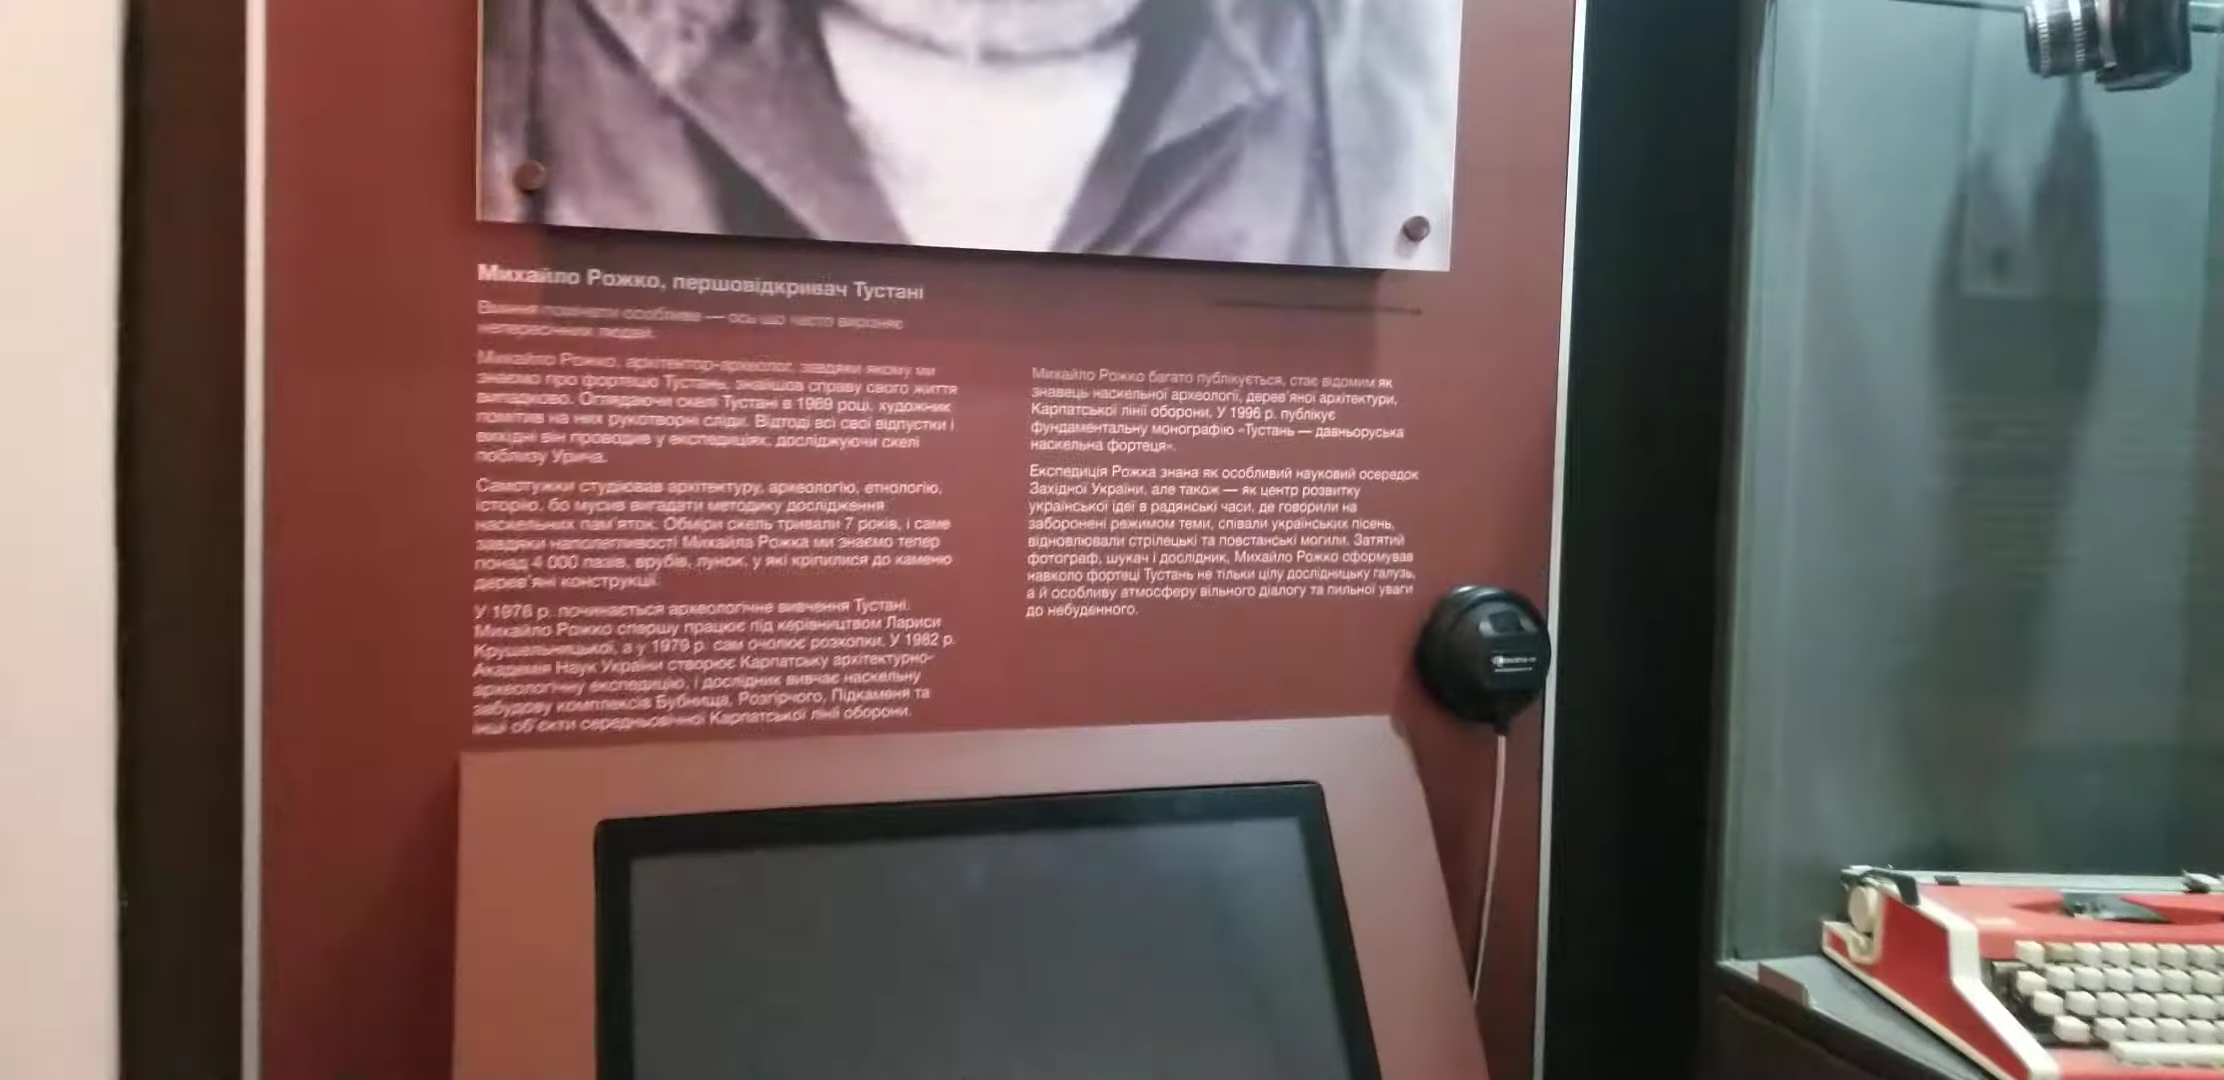 Михайло Рожко, першовідкривач Тустані
Вміння помічати особливе — ось що часто вирізняє
непересічних людей.
Михайло Рожко, архітектор-археолог, завдяки якому ми
знаємо про фортецю Тустань, знайшов справу свого життя
випадково. Оглядаючи скелі Тустані в 1969 році, художник
помітив на них рукотворні сліди. Відтоді всі свої відпустки і
вихідні він проводив у експедиціях, досліджуючи скелі
поблизу Урича.
Самотужки студіював архітектуру, археологію, етнологію,
історію, бо мусив вигадати методику дослідження
наскельних пам'яток. Обміри скель тривали 7 років, і саме
завдяки наполегливості Михайла Рожка ми знаємо тепер
понад 4 000 пазів, врубів, лунок, у які кріпилися до каменю
дерев'яні конструкції.
У 1978 р. починається археологічне вивчення Тустані.
Михайло Рожко спершу працює під керівництвом Лариси
Крушельницької, а у 1979 р. сам очолює розкопки. У 1982 р.
Академія Наук України створює Карпатську архітектурно-
археологічну експедицію, і дослідник вивчає наскельну
забудову комплексів Бубнища, Розгірчого, Підкаменя та
інші об'єкти середньовічної Карпатської лінії оборони.
Михайло Рожко багато публікується, стає відомим як
знавець наскельної археології, дерев'яної архітектури,
Карпатської лінії оборони. У 1996 р. публікує
фундаментальну монографію «Тустань — давньоруська
наскельна фортеця».
Експедиція Рожка знана як особливий науковий осередок
Західної України, але також — як центр розвитку
української ідеї в радянські часи, де говорили на
заборонені режимом теми, співали українських пісень,
відновлювали стрілецькі та повстанські могили. Затятий
фотограф, шукач і дослідник, Михайло Рожко сформував
навколо фортеці Тустань не тільки цілу дослідницьку галузь,
а й особливу атмосферу вільного діалогу та пильної уваги
до небуденного.